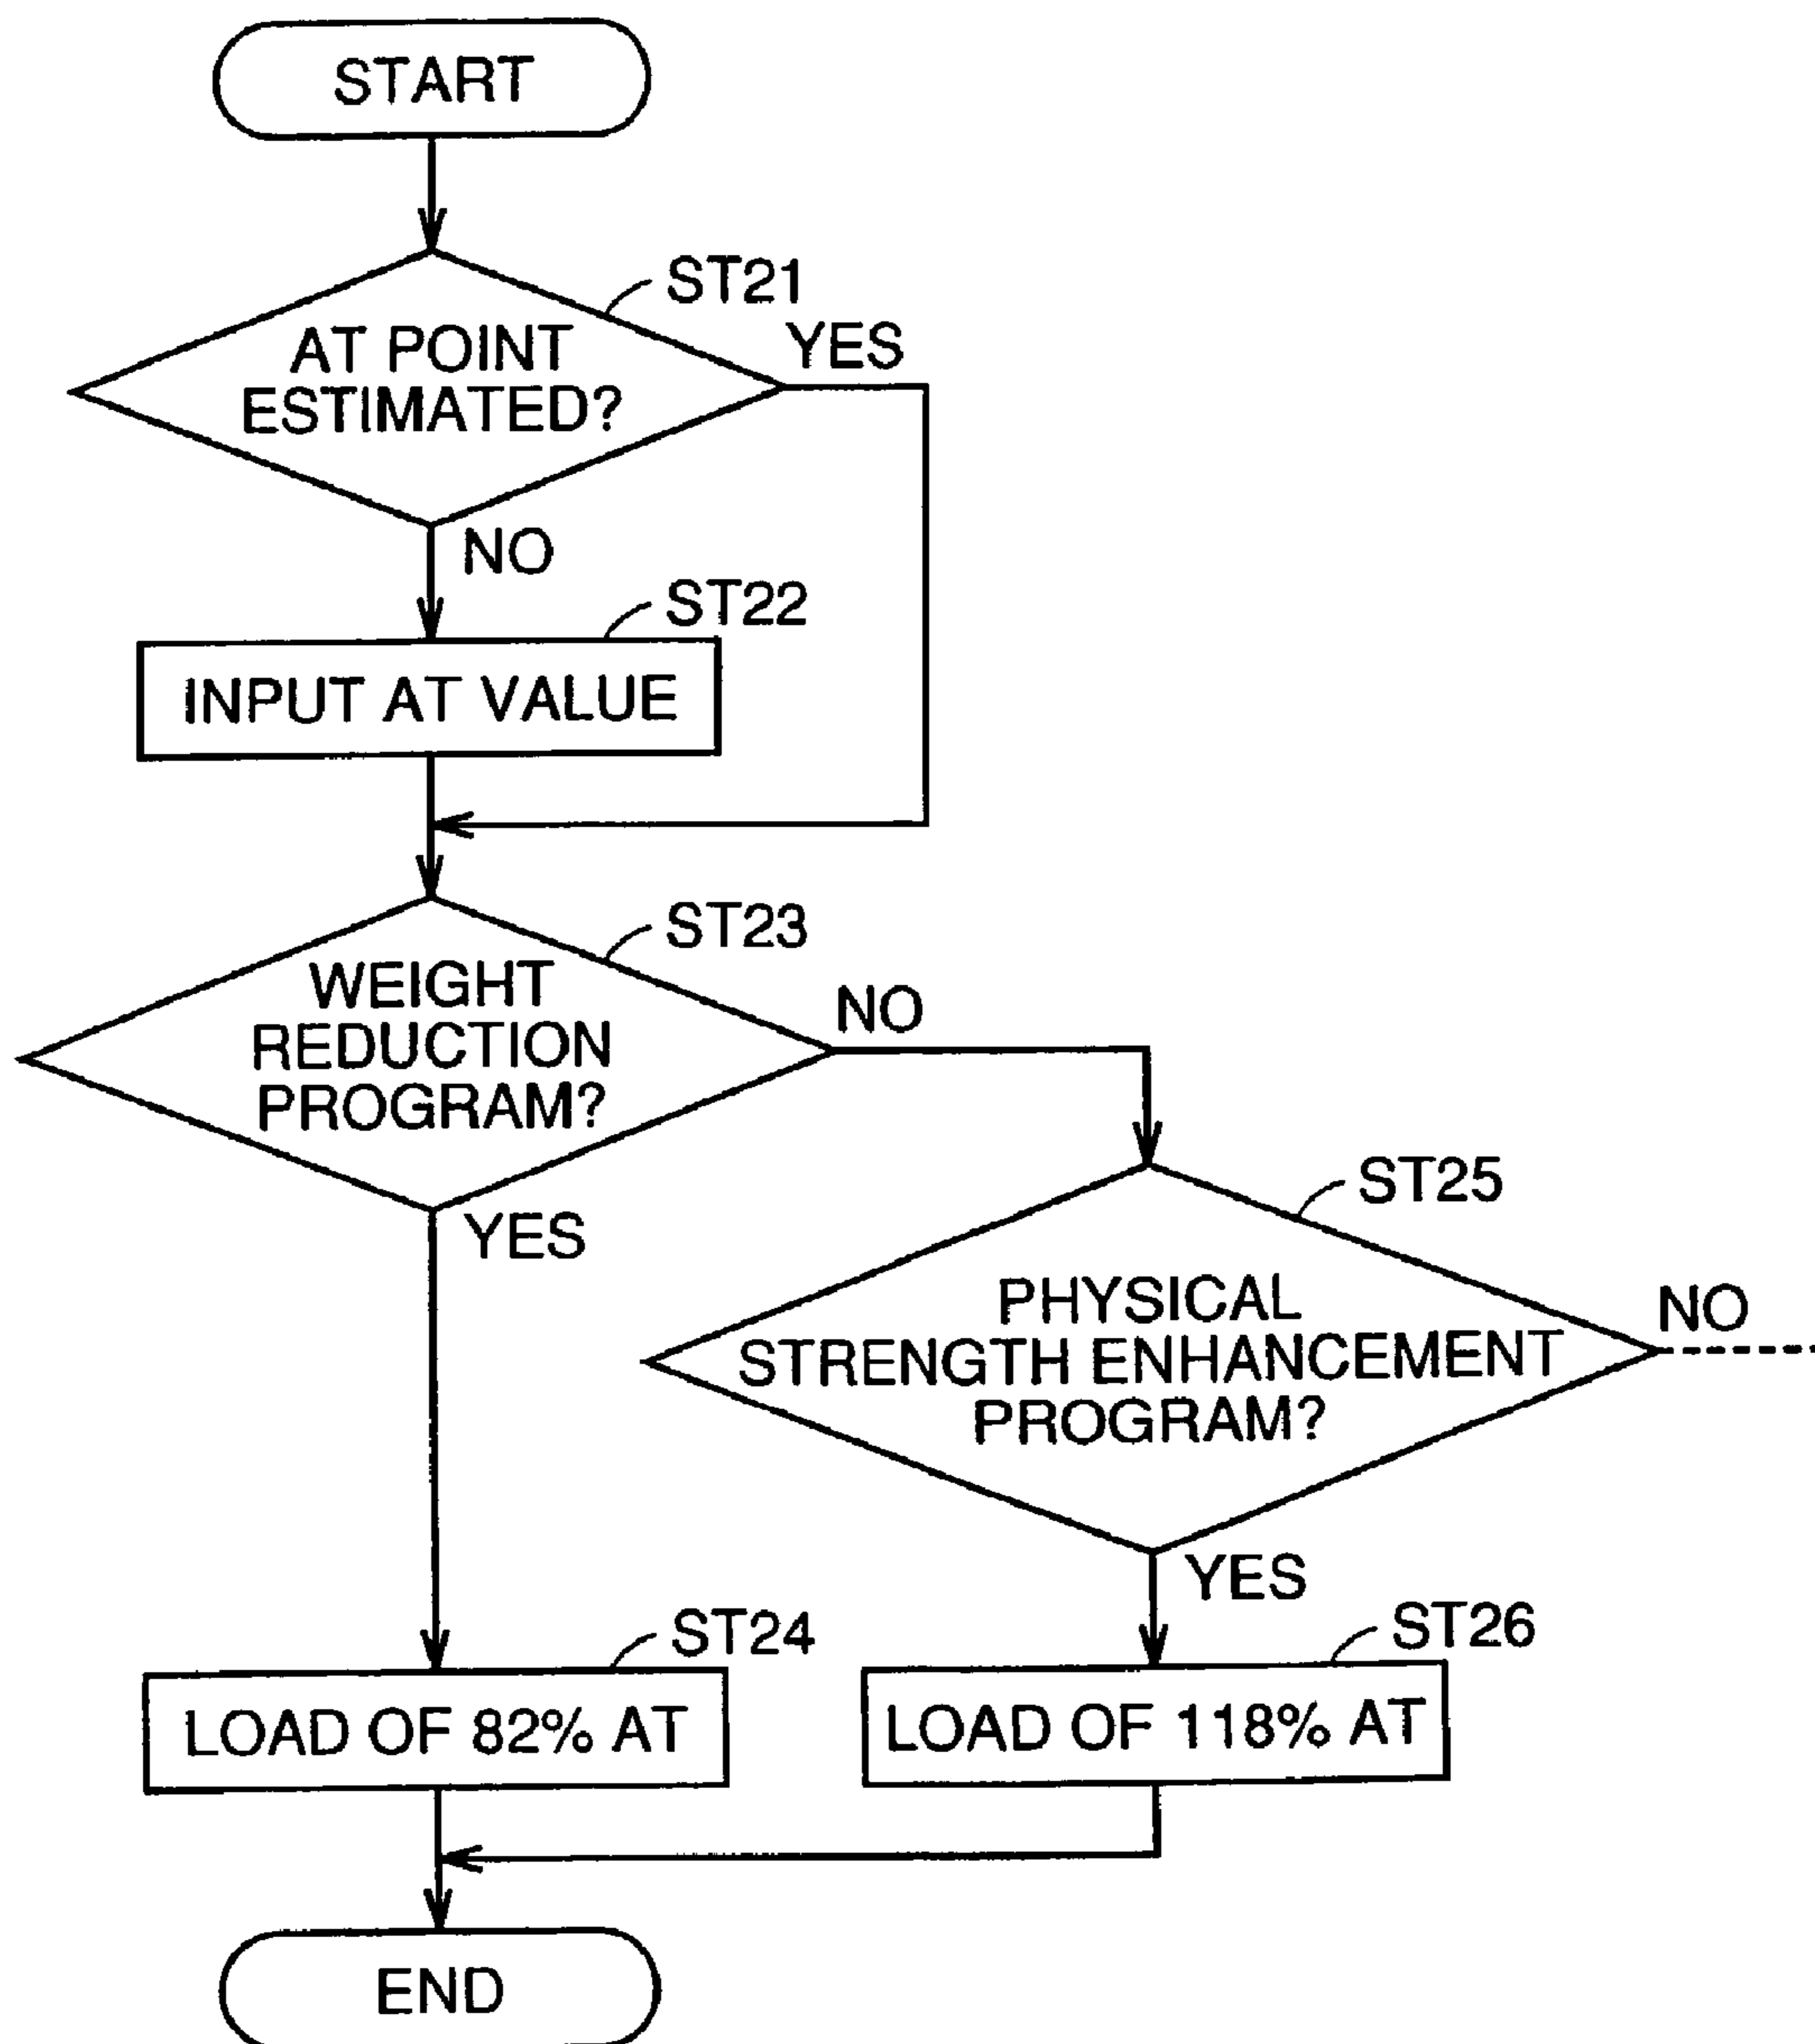 START
ST21
AT POINT
ESTIMATED?
YES
NO
ST22
INPUT AT VALUE
ST23
WEIGHT
REDUCTION
PROGRAM?
NO
YES
ST25
PHYSICAL
STRENGTH ENHANCEMENT
PROGRAM?
NO
YES
ST24
LOAD OF 82% AT
ST26
LOAD OF 118% AT
END